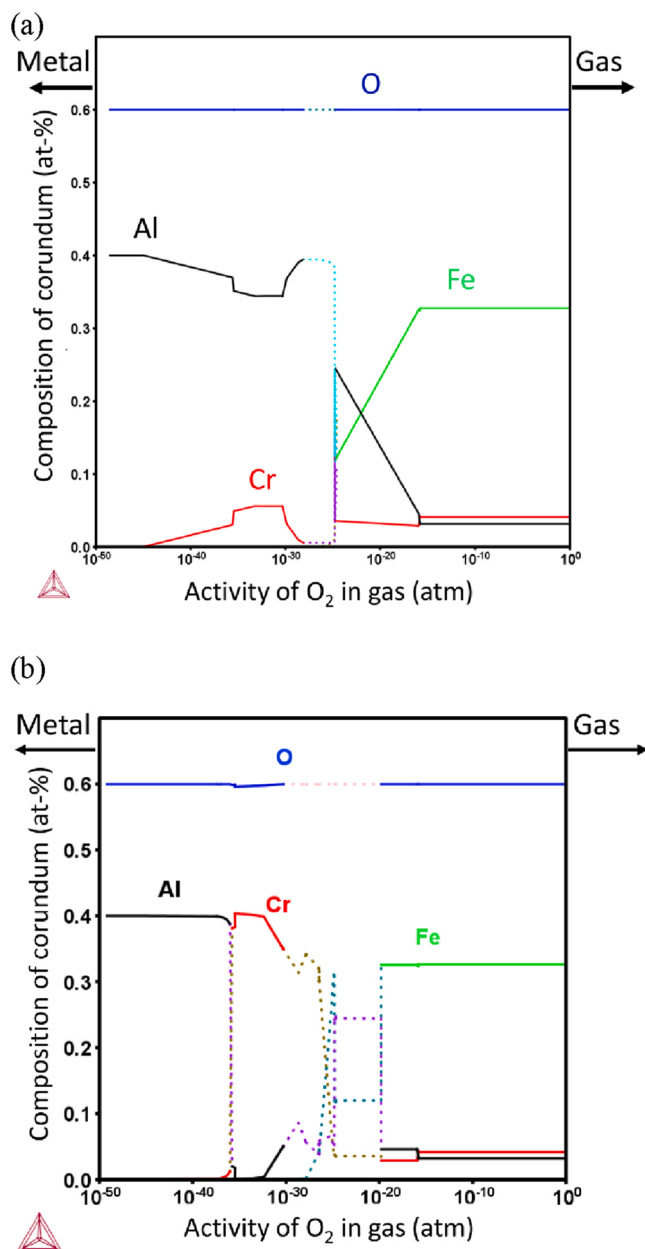 (a)
Metal
Gas
O
Al
Fe
Cr
Composition of corundum (at-%)
0.6
0.5
0.4
0.3
0.2
0.1
0.0
10⁻⁵⁰ 10⁻⁴⁰ 10⁻³⁰ 10⁻²⁰ 10⁻¹⁰ 10⁰
Activity of O₂ in gas (atm)
(b)
Metal
Gas
O
Al
Cr
Fe
Composition of corundum (at-%)
0.6
0.5
0.4
0.3
0.2
0.1
0.0
10⁻⁵⁰ 10⁻⁴⁰ 10⁻³⁰ 10⁻²⁰ 10⁻¹⁰ 10⁰
Activity of O₂ in gas (atm)